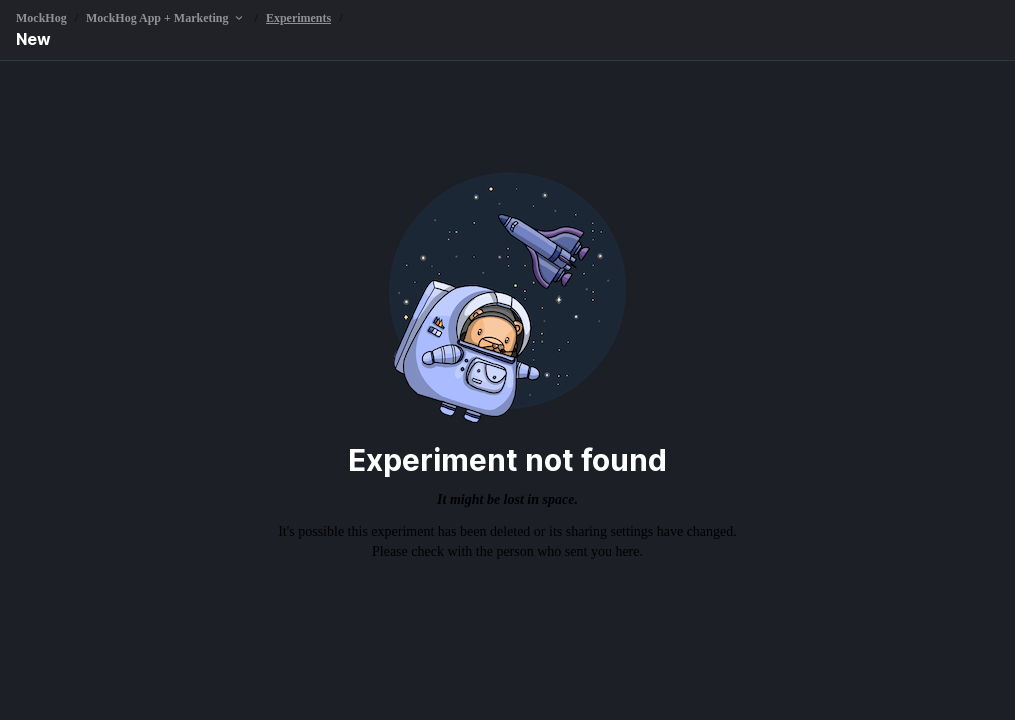 MockHog / MockHog App + Marketing / Experiments /
New
Experiment not found
It might be lost in space.
It's possible this experiment has been deleted or its sharing settings have changed.
Please check with the person who sent you here.